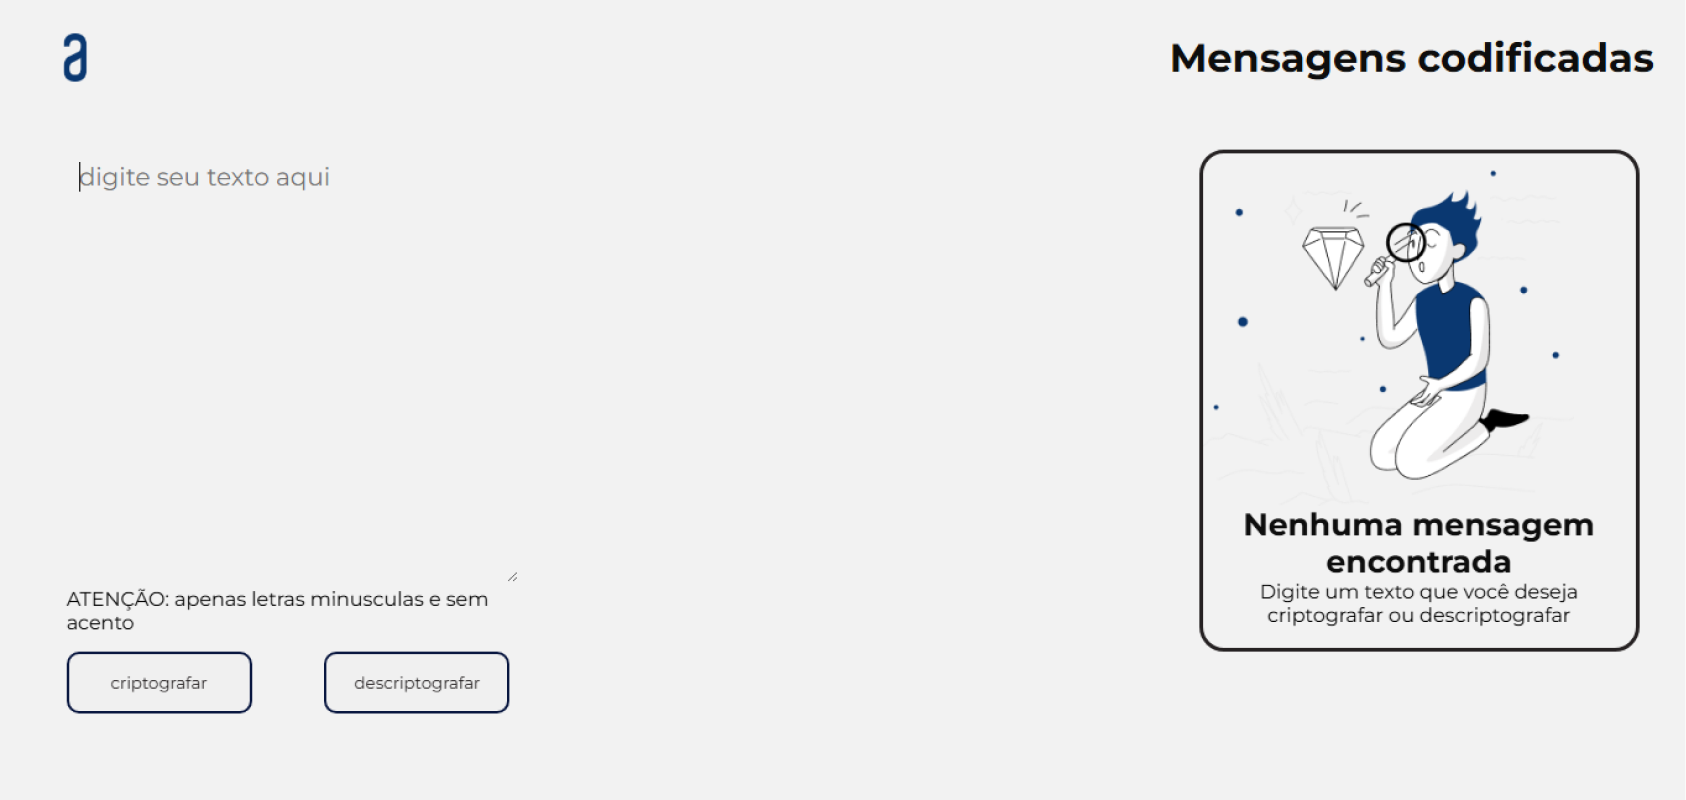 a
Mensagens codificadas
digite seu texto aqui
Nenhuma mensagem
encontrada
Digite um texto que você deseja
criptografar ou descriptografar
ATENÇÃO: apenas letras minusculas e sem
acento
criptografar
descriptografar